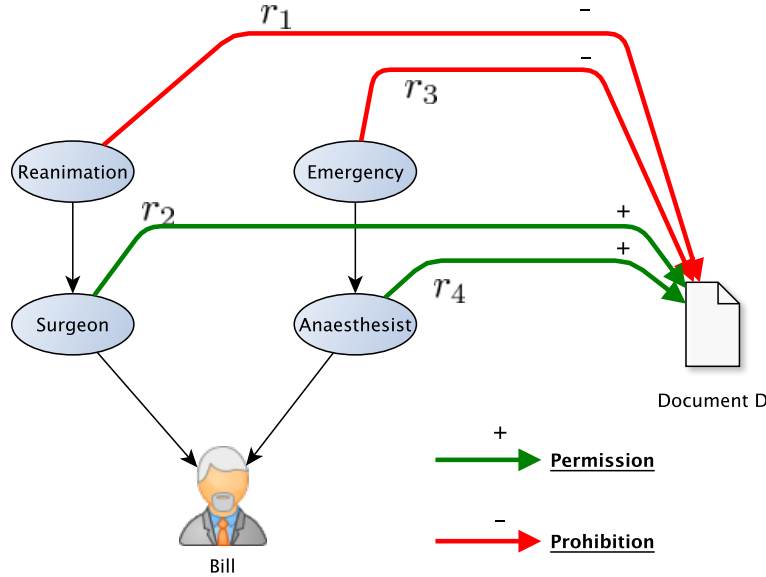 r1
−
r3
−
Reanimation
Emergency
r2
+
+
r4
Surgeon
Anaesthesist
Document D
+
Permission
−
Prohibition
Bill